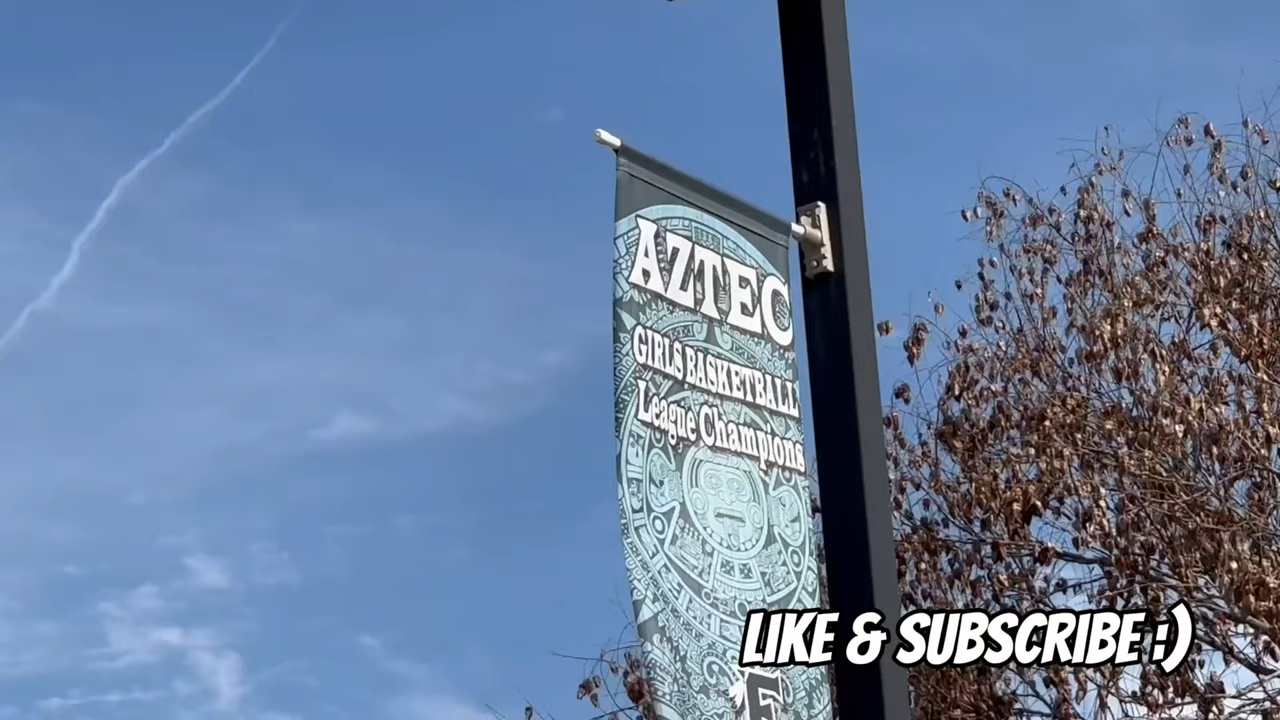 AZTEC
GIRLS BASKETBALL
League Champions
E
LIKE & SUBSCRIBE :)